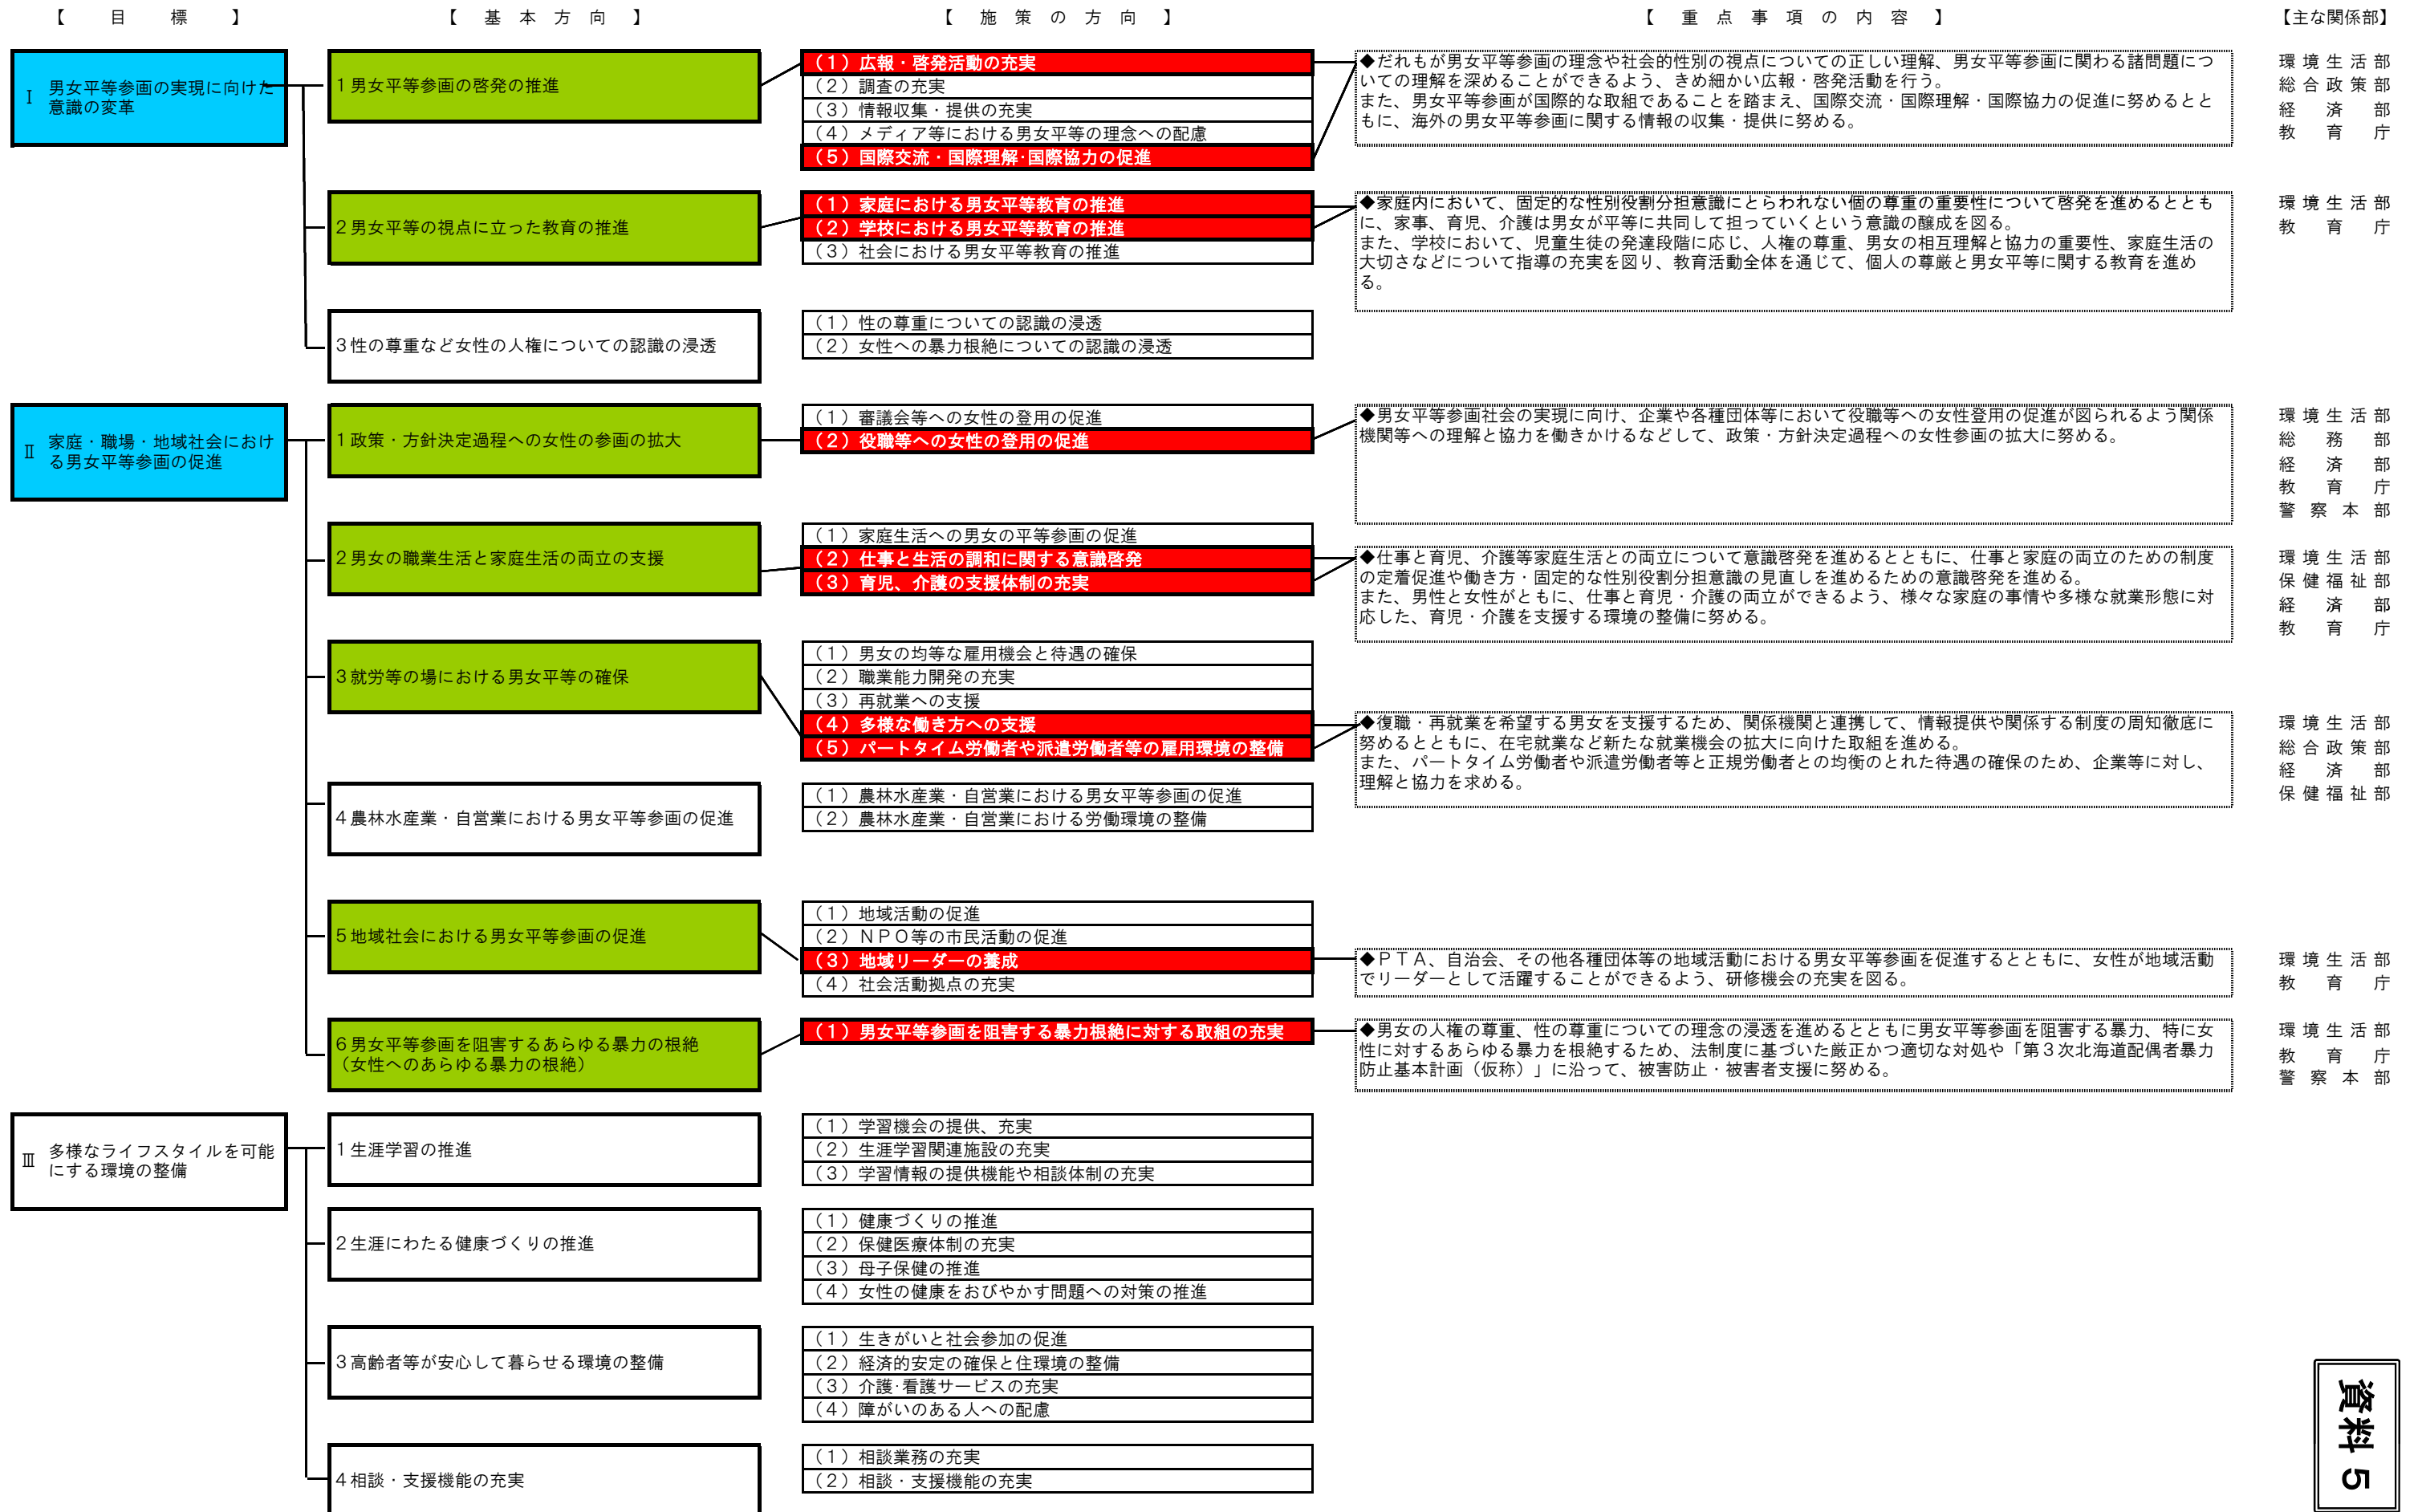 【 目 標 】
【 基 本 方 向 】
【 施 策 の 方 向 】
【 重 点 事 項 の 内 容 】
【主な関係部】
Ⅰ 男女平等参画の実現に向けた
意識の変革
1男女平等参画の啓発の推進
(1)広報・啓発活動の充実
(2)調査の充実
(3)情報収集・提供の充実
(4)メディア等における男女平等の理念への配慮
(5)国際交流・国際理解・国際協力の促進
◆だれもが男女平等参画の理念や社会的性別の視点についての正しい理解、男女平等参画に関わる諸問題につ
いての理解を深めることができるよう、きめ細かい広報・啓発活動を行う。
また、男女平等参画が国際的な取組であることを踏まえ、国際交流・国際理解・国際協力の促進に努めるとと
もに、海外の男女平等参画に関する情報の収集・提供に努める。
環境生活部
総合政策部
経済部
教育庁
2男女平等の視点に立った教育の推進
(1)家庭における男女平等教育の推進
(2)学校における男女平等教育の推進
(3)社会における男女平等教育の推進
◆家庭内において、固定的な性別役割分担意識にとらわれない個の尊重の重要性について啓発を進めるととも
に、家事、育児、介護は男女が平等に共同して担っていくという意識の醸成を図る。
また、学校において、児童生徒の発達段階に応じ、人権の尊重、男女の相互理解と協力の重要性、家庭生活の
大切さなどについて指導の充実を図り、教育活動全体を通じて、個人の尊厳と男女平等に関する教育を進め
る。
環境生活部
教育庁
3性の尊重など女性の人権についての認識の浸透
(1)性の尊重についての認識の浸透
(2)女性への暴力根絶についての認識の浸透
Ⅱ 家庭・職場・地域社会におけ
る男女平等参画の促進
1政策・方針決定過程への女性の参画の拡大
(1)審議会等への女性の登用の促進
(2)役職等への女性の登用の促進
◆男女平等参画社会の実現に向け、企業や各種団体等において役職等への女性登用の促進が図られるよう関係
機関等への理解と協力を働きかけるなどして、政策・方針決定過程への女性参画の拡大に努める。
環境生活部
総務部
経済部
教育庁
警察本部
2男女の職業生活と家庭生活の両立の支援
(1)家庭生活への男女の平等参画の促進
(2)仕事と生活の調和に関する意識啓発
(3)育児、介護の支援体制の充実
◆仕事と育児、介護等家庭生活との両立について意識啓発を進めるとともに、仕事と家庭の両立のための制度
の定着促進や働き方・固定的な性別役割分担意識の見直しを進めるための意識啓発を進める。
また、男性と女性がともに、仕事と育児・介護の両立ができるよう、様々な家庭の事情や多様な就業形態に対
応した、育児・介護を支援する環境の整備に努める。
環境生活部
保健福祉部
経済部
教育庁
3就労等の場における男女平等の確保
(1)男女の均等な雇用機会と待遇の確保
(2)職業能力開発の充実
(3)再就業への支援
(4)多様な働き方への支援
(5)パートタイム労働者や派遣労働者等の雇用環境の整備
◆復職・再就業を希望する男女を支援するため、関係機関と連携して、情報提供や関係する制度の周知徹底に
努めるとともに、在宅就業など新たな就業機会の拡大に向けた取組を進める。
また、パートタイム労働者や派遣労働者等と正規労働者との均衡のとれた待遇の確保のため、企業等に対し、
理解と協力を求める。
環境生活部
総合政策部
経済部
保健福祉部
4農林水産業・自営業における男女平等参画の促進
(1)農林水産業・自営業における男女平等参画の促進
(2)農林水産業・自営業における労働環境の整備
5地域社会における男女平等参画の促進
(1)地域活動の促進
(2)NPO等の市民活動の促進
(3)地域リーダーの養成
(4)社会活動拠点の充実
◆PTA、自治会、その他各種団体等の地域活動における男女平等参画を促進するとともに、女性が地域活動
でリーダーとして活躍することができるよう、研修機会の充実を図る。
環境生活部
教育庁
6男女平等参画を阻害するあらゆる暴力の根絶
(女性へのあらゆる暴力の根絶)
(1)男女平等参画を阻害する暴力根絶に対する取組の充実
◆男女の人権の尊重、性の尊重についての理念の浸透を進めるとともに男女平等参画を阻害する暴力、特に女
性に対するあらゆる暴力を根絶するため、法制度に基づいた厳正かつ適切な対処や「第3次北海道配偶者暴力
防止基本計画(仮称)」に沿って、被害防止・被害者支援に努める。
環境生活部
教育庁
警察本部
Ⅲ 多様なライフスタイルを可能
にする環境の整備
1生涯学習の推進
(1)学習機会の提供、充実
(2)生涯学習関連施設の充実
(3)学習情報の提供機能や相談体制の充実
2生涯にわたる健康づくりの推進
(1)健康づくりの推進
(2)保健医療体制の充実
(3)母子保健の推進
(4)女性の健康をおびやかす問題への対策の推進
3高齢者等が安心して暮らせる環境の整備
(1)生きがいと社会参加の促進
(2)経済的安定の確保と住環境の整備
(3)介護・看護サービスの充実
(4)障がいのある人への配慮
4相談・支援機能の充実
(1)相談業務の充実
(2)相談・支援機能の充実
資料5